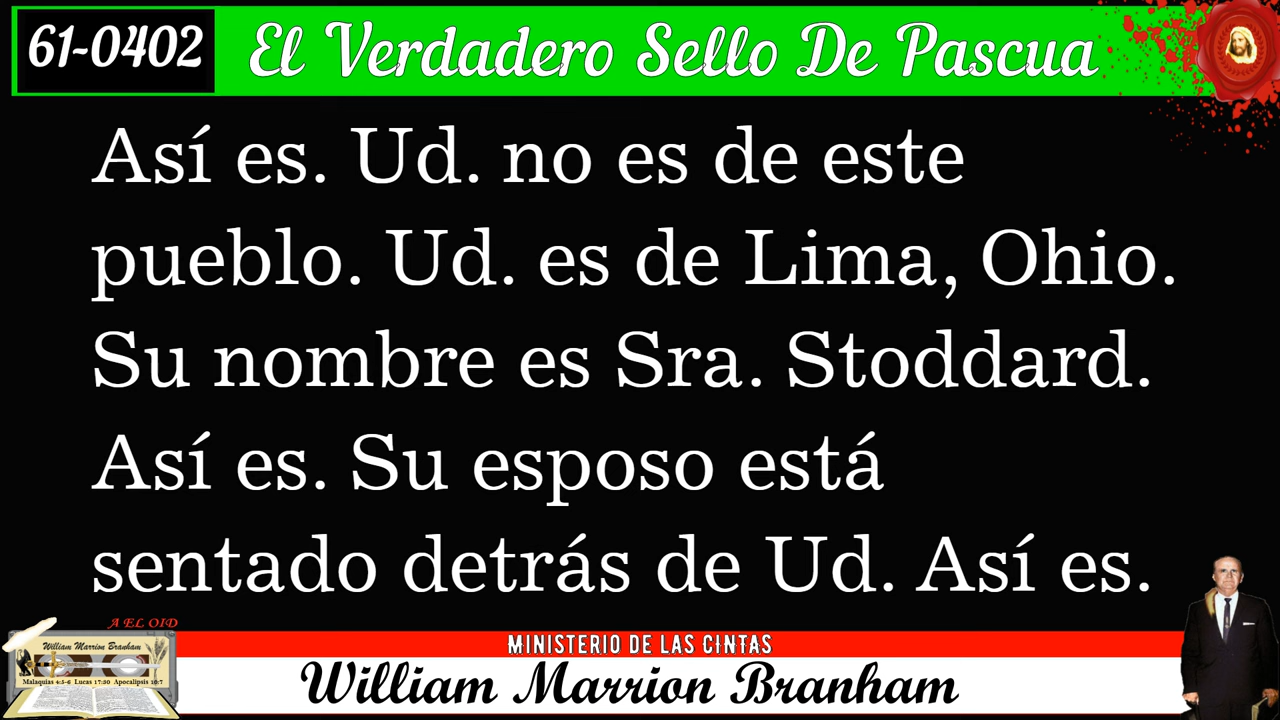 61-0402
El Verdadero Sello De Pascua
Así es. Ud. no es de este
pueblo. Ud. es de Lima, Ohio.
Su nombre es Sra. Stoddard.
Así es. Su esposo está
sentado detrás de Ud. Así es.
A EL OID
William Marrion Branham
Malaquias 4:5-6 Lucas 17:30 Apocalipsis 10:7
MINISTERIO DE LAS CINTAS
William Marrion Branham